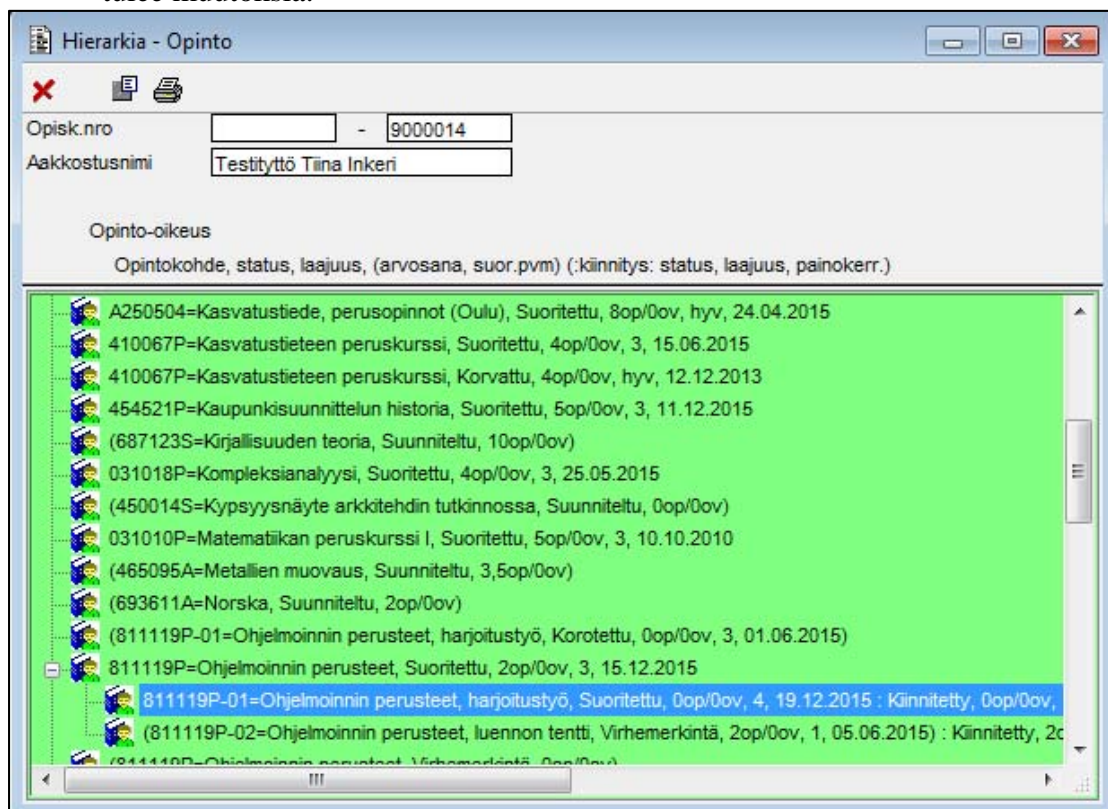 tulee muutoksia.
Hierarkia - Opinto
Opisk.nro - 9000014
Aakkostusnimi Testityttö Tiina Inkeri
Opinto-oikeus
Opintokohde, status, laajuus, (arvosana, suor.pvm) (:kiinnitys: status, laajuus, painokerr.)
A250504=Kasvatustiede, perusopinnot (Oulu), Suoritettu, 8op/0ov, hyv, 24.04.2015
410067P=Kasvatustieteen peruskurssi, Suoritettu, 4op/0ov, 3, 15.06.2015
410067P=Kasvatustieteen peruskurssi, Korvattu, 4op/0ov, hyv, 12.12.2013
454521P=Kaupunkisuunnittelun historia, Suoritettu, 5op/0ov, 3, 11.12.2015
(687123S=Kirjallisuuden teoria, Suunniteltu, 10op/0ov)
031018P=Kompleksianalyysi, Suoritettu, 4op/0ov, 3, 25.05.2015
(450014S=Kypsyysnäyte arkkitehdin tutkinnossa, Suunniteltu, 0op/0ov)
031010P=Matematiikan peruskurssi I, Suoritettu, 5op/0ov, 3, 10.10.2010
(465095A=Metallien muovaus, Suunniteltu, 3,5op/0ov)
(693611A=Norska, Suunniteltu, 2op/0ov)
(811119P-01=Ohjelmoinnin perusteet, harjoitustyö, Korotettu, 0op/0ov, 3, 01.06.2015)
811119P=Ohjelmoinnin perusteet, Suoritettu, 2op/0ov, 3, 15.12.2015
811119P-01=Ohjelmoinnin perusteet, harjoitustyö, Suoritettu, 0op/0ov, 4, 19.12.2015 : Kiinnitetty, 0op/0ov,
(811119P-02=Ohjelmoinnin perusteet, luennon tentti, Virhemerkintä, 2op/0ov, 1, 05.06.2015) : Kiinnitetty, 2o
(811119P=Ohjelmoinnin perusteet, Virhemerkintä, 0op/0ov)